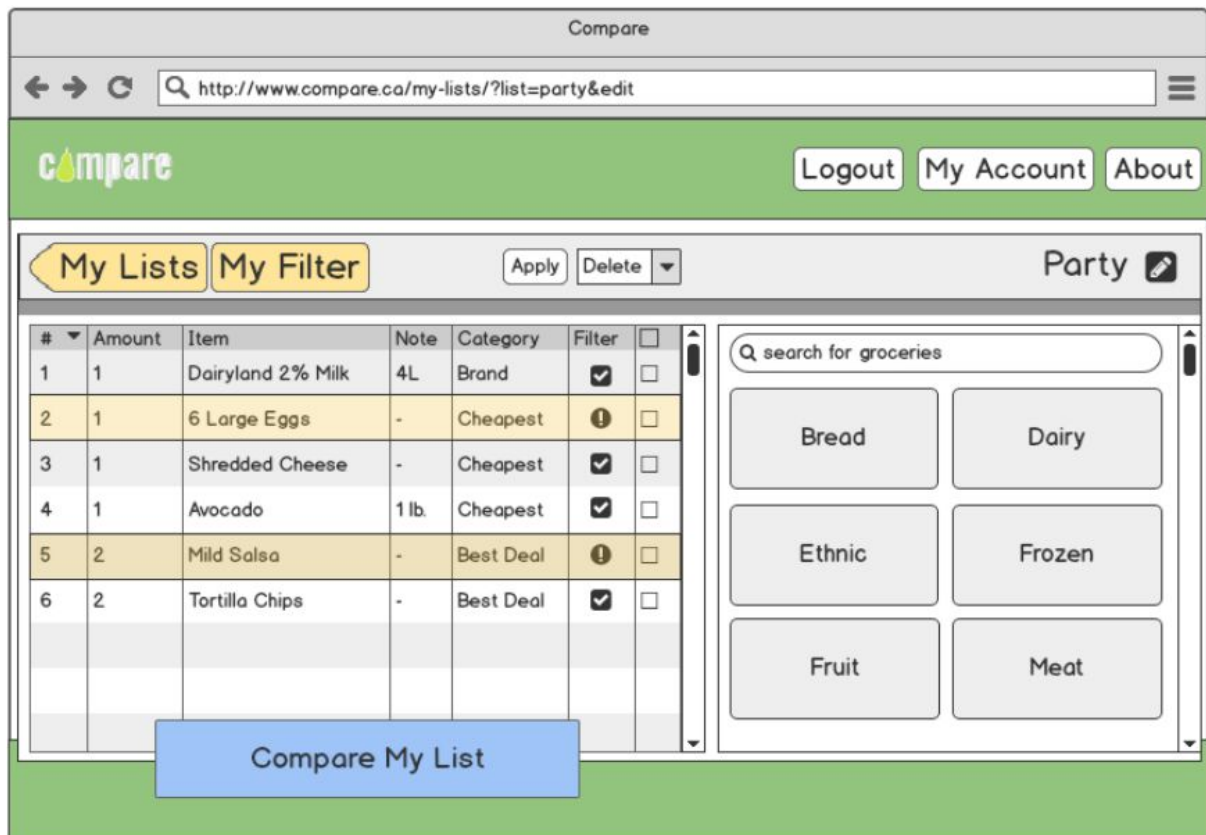 Compare
http://www.compare.ca/my-lists/?list=party&edit
compare
Logout My Account About
My Lists My Filter Apply Delete Party
# Amount Item Note Category Filter
1 1 Dairyland 2% Milk 4L Brand
2 1 6 Large Eggs - Cheapest
3 1 Shredded Cheese - Cheapest
4 1 Avocado 1 lb. Cheapest
5 2 Mild Salsa - Best Deal
6 2 Tortilla Chips - Best Deal
search for groceries
Bread Dairy
Ethnic Frozen
Fruit Meat
Compare My List